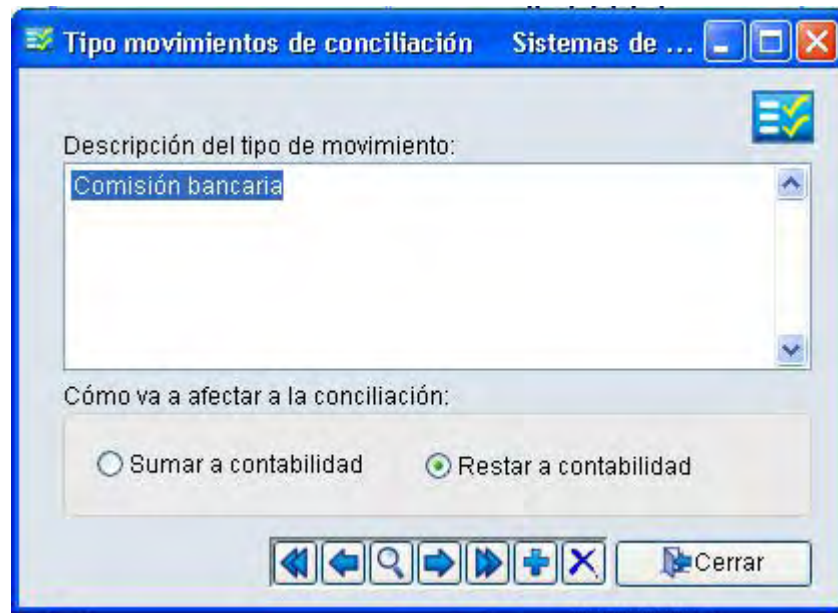 Tipo movimientos de conciliación Sistemas de ...
Descripción del tipo de movimiento:
Comisión bancaria
Cómo va a afectar a la conciliación:
Sumar a contabilidad Restar a contabilidad
Cerrar